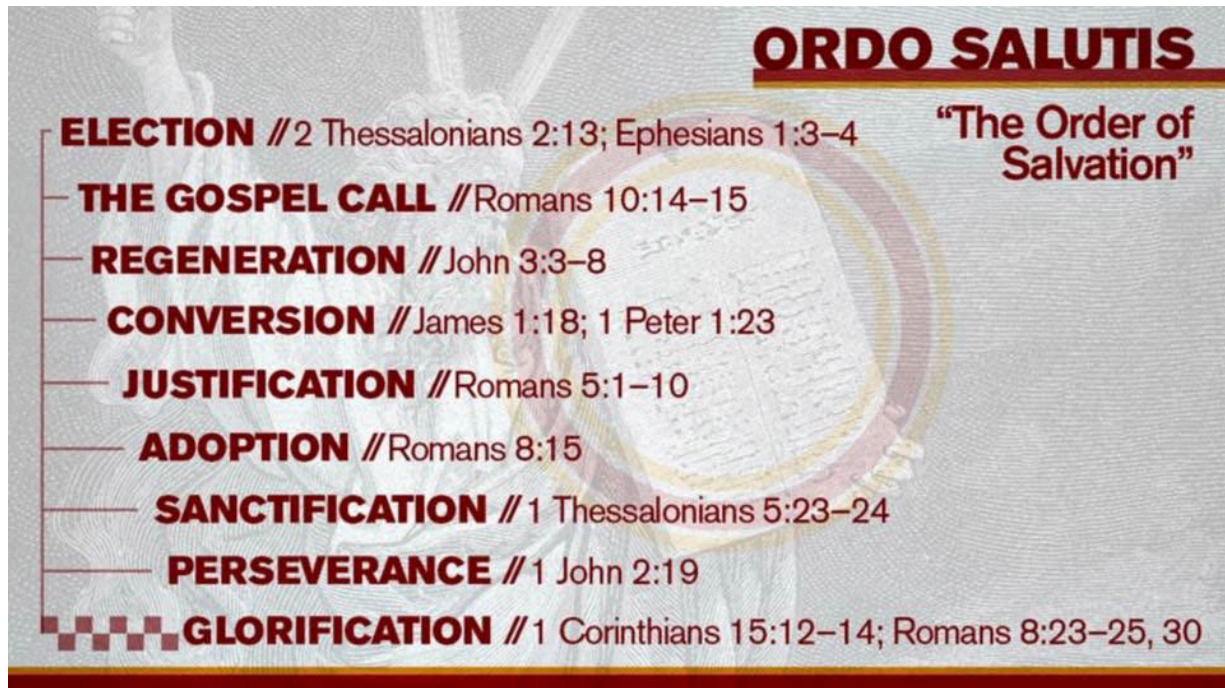 ORDO SALUTIS
“The Order of
Salvation”
ELECTION // 2 Thessalonians 2:13; Ephesians 1:3–4
THE GOSPEL CALL // Romans 10:14–15
REGENERATION // John 3:3–8
CONVERSION // James 1:18; 1 Peter 1:23
JUSTIFICATION // Romans 5:1–10
ADOPTION // Romans 8:15
SANCTIFICATION // 1 Thessalonians 5:23–24
PERSEVERANCE // 1 John 2:19
GLORIFICATION // 1 Corinthians 15:12–14; Romans 8:23–25, 30